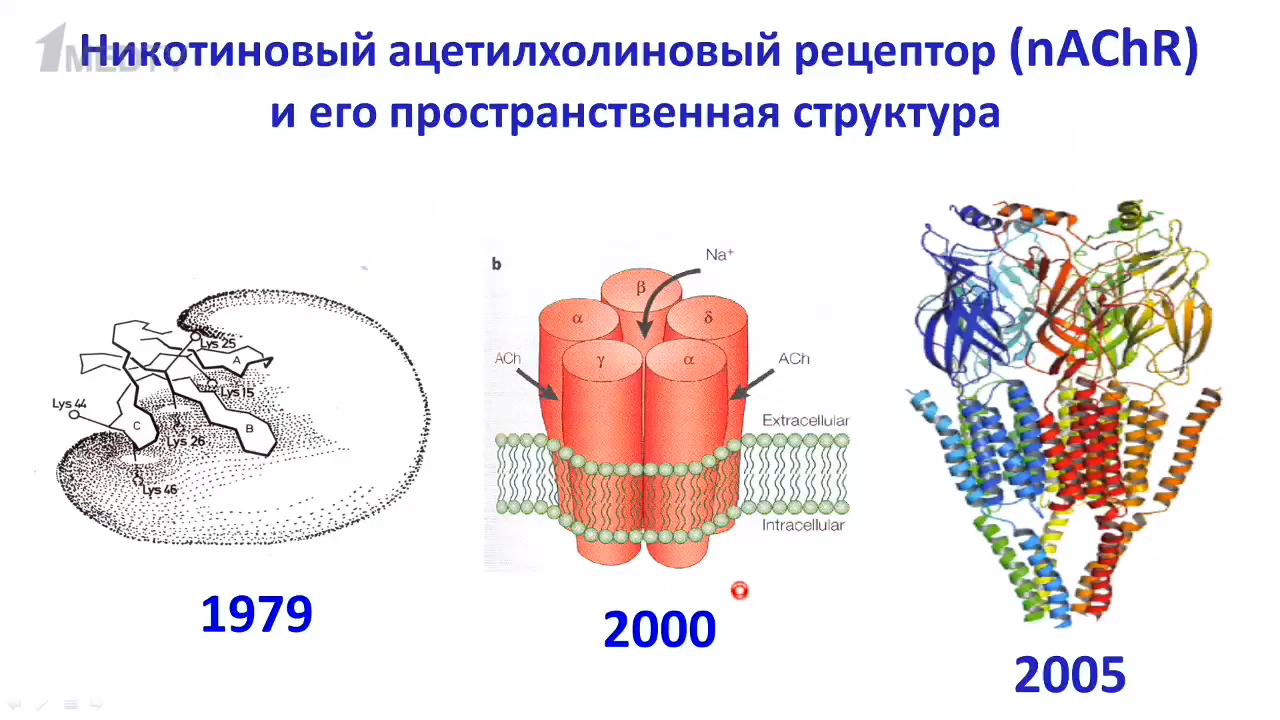 1MEDTV
Никотиновый ацетилхолиновый рецептор (nAChR)
и его пространственная структура
Lys 25
A
Lys 15
Lys 44
C
Lys 26
B
Lys 46
1979
b
Na⁺
β
α
δ
γ
α
ACh
ACh
Extracellular
Intracellular
2000
2005